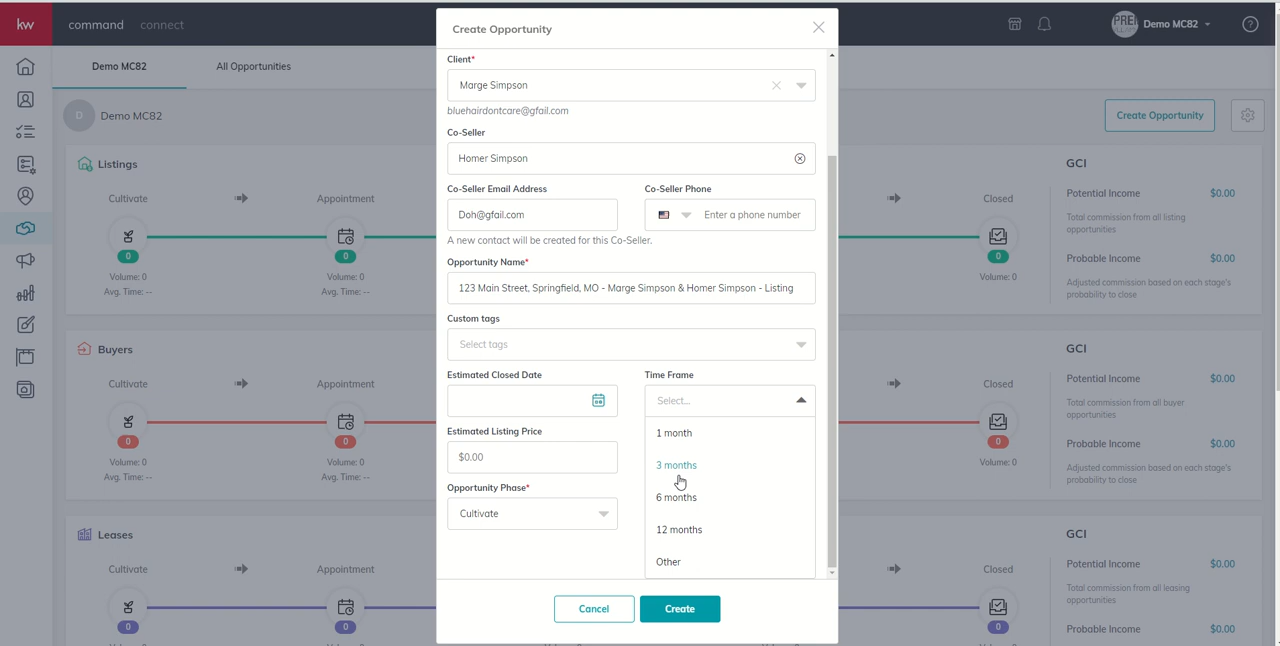 kw command connect PRE Demo MC82
Demo MC82 All Opportunities
D Demo MC82 Create Opportunity
Listings
Cultivate Appointment Closed
0 0 0
Volume: 0 Volume: 0 Volume: 0
Avg. Time: -- Avg. Time: --
GCI
Potential Income $0.00
Total commission from all listing
opportunities
Probable Income $0.00
Adjusted commission based on each stage's
probability to close
Buyers
Cultivate Appointment Closed
0 0 0
Volume: 0 Volume: 0 Volume: 0
Avg. Time: -- Avg. Time: --
GCI
Potential Income $0.00
Total commission from all buyer
opportunities
Probable Income $0.00
Adjusted commission based on each stage's
probability to close
Leases
Cultivate Appointment Closed
0 0 0
GCI
Potential Income $0.00
Total commission from all leasing
opportunities
Probable Income $0.00
Create Opportunity
Client*
Marge Simpson
bluehairdontcare@gfail.com
Co-Seller
Homer Simpson
Co-Seller Email Address Co-Seller Phone
Doh@gfail.com Enter a phone number
A new contact will be created for this Co-Seller.
Opportunity Name*
123 Main Street, Springfield, MO - Marge Simpson & Homer Simpson - Listing
Custom tags
Select tags
Estimated Closed Date Time Frame
Select...
1 month
3 months
6 months
12 months
Other
Estimated Listing Price
$0.00
Opportunity Phase*
Cultivate
Cancel Create